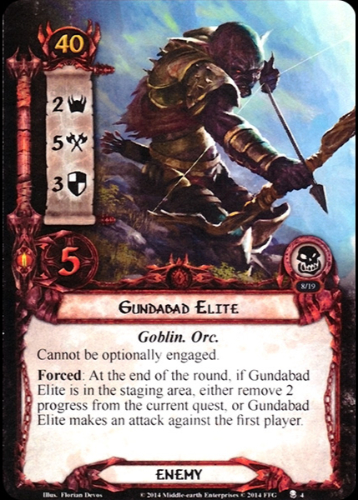 40
2
5
3
5
8/19
Gundabad Elite
Goblin. Orc.
Cannot be optionally engaged.
Forced: At the end of the round, if Gundabad
Elite is in the staging area, either remove 2
progress from the current quest, or Gundabad
Elite makes an attack against the first player.
ENEMY
Illus. Florian Devos © 2014 Middle-earth Enterprises © 2014 FFG 4